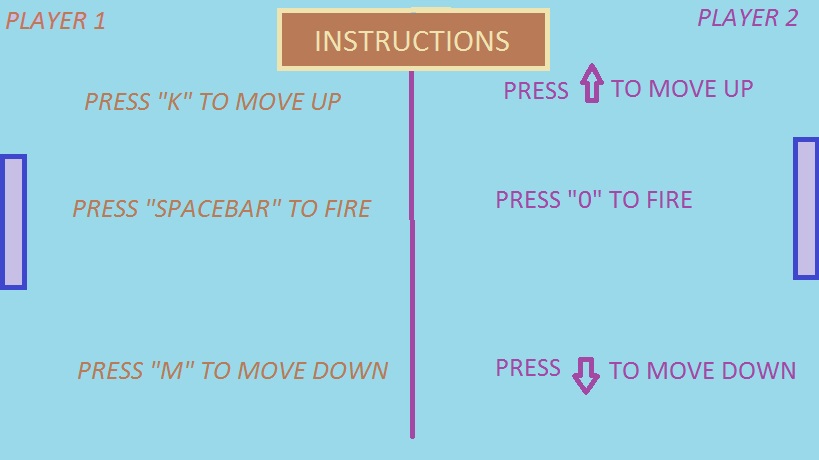 PLAYER 1
PLAYER 2
INSTRUCTIONS
PRESS "K" TO MOVE UP
PRESS TO MOVE UP
PRESS "SPACEBAR" TO FIRE
PRESS "0" TO FIRE
PRESS "M" TO MOVE DOWN
PRESS TO MOVE DOWN